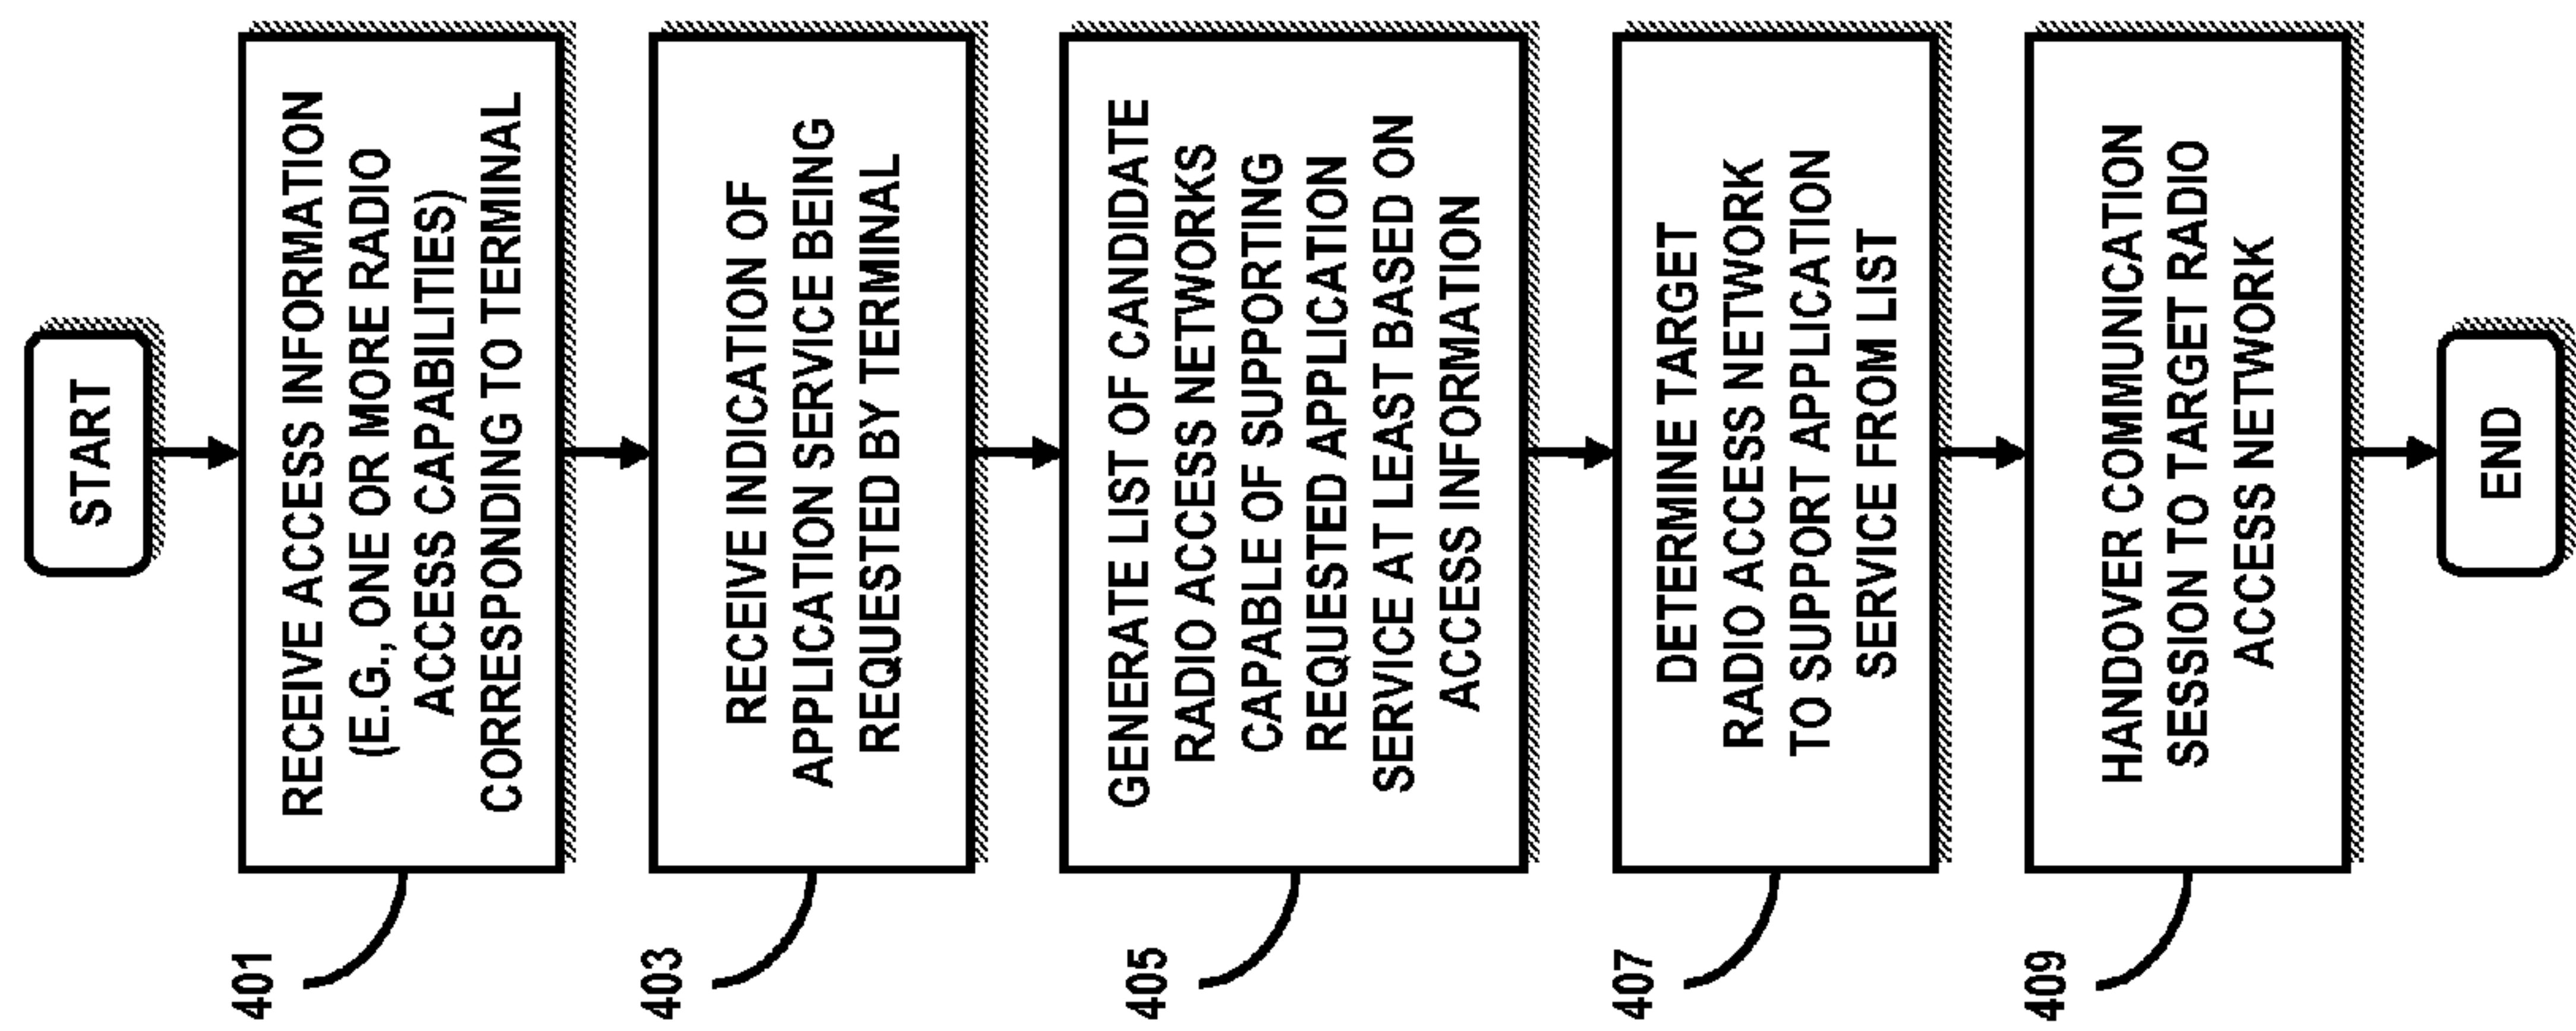 START
401
RECEIVE ACCESS INFORMATION
(E.G., ONE OR MORE RADIO
ACCESS CAPABILITIES)
CORRESPONDING TO TERMINAL
403
RECEIVE INDICATION OF
APPLICATION SERVICE BEING
REQUESTED BY TERMINAL
405
GENERATE LIST OF CANDIDATE
RADIO ACCESS NETWORKS
CAPABLE OF SUPPORTING
REQUESTED APPLICATION
SERVICE AT LEAST BASED ON
ACCESS INFORMATION
407
DETERMINE TARGET
RADIO ACCESS NETWORK
TO SUPPORT APPLICATION
SERVICE FROM LIST
409
HANDOVER COMMUNICATION
SESSION TO TARGET RADIO
ACCESS NETWORK
END